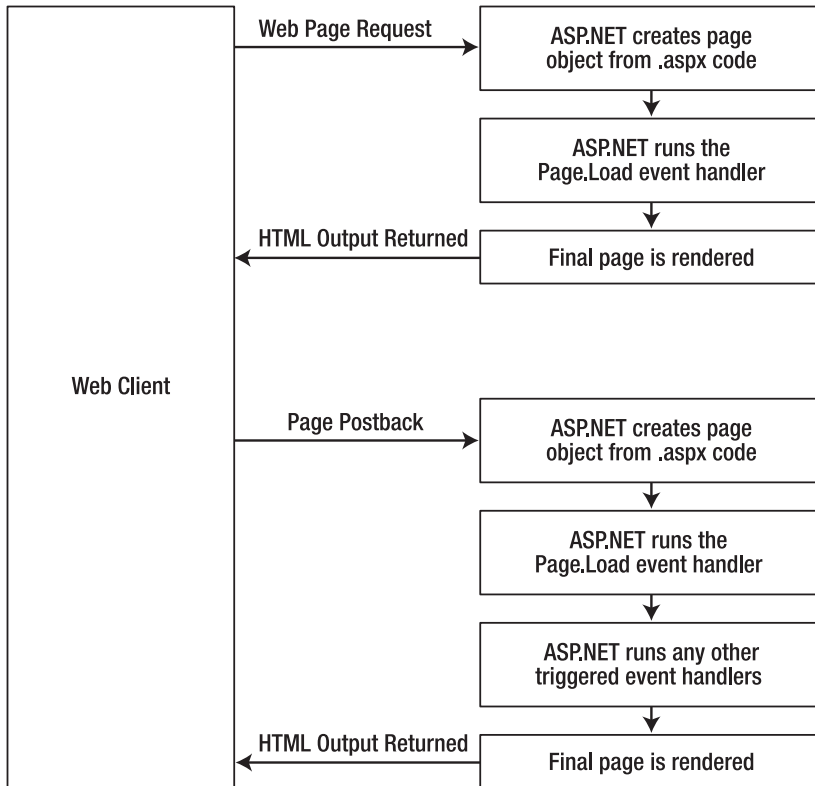 Web Client
Web Page Request
ASP.NET creates page
object from .aspx code
ASP.NET runs the
Page.Load event handler
HTML Output Returned
Final page is rendered
Page Postback
ASP.NET creates page
object from .aspx code
ASP.NET runs the
Page.Load event handler
ASP.NET runs any other
triggered event handlers
HTML Output Returned
Final page is rendered